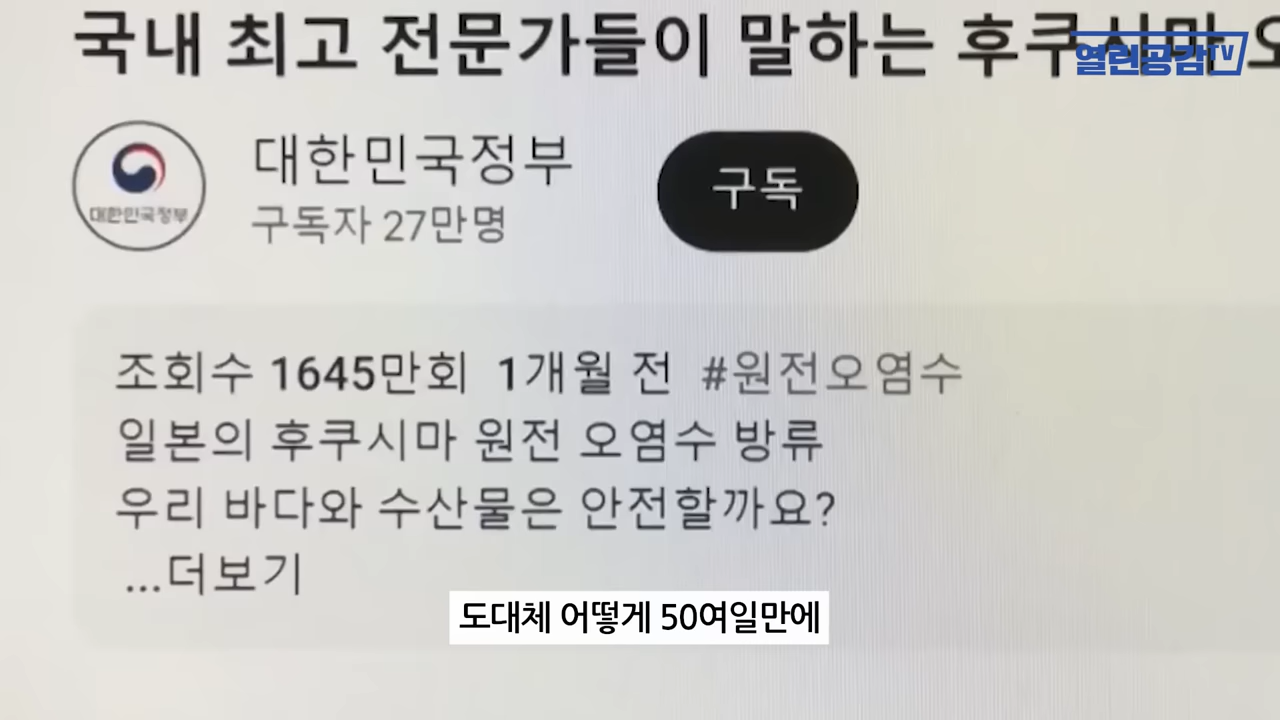 국내 최고 전문가들이 말하는 후쿠시마 오
열린공감TV
대한민국정부
대한민국정부
구독자 27만명
구독
조회수 1645만회 1개월 전 #원전오염수
일본의 후쿠시마 원전 오염수 방류
우리 바다와 수산물은 안전할까요?
...더보기
도대체 어떻게 50여일만에